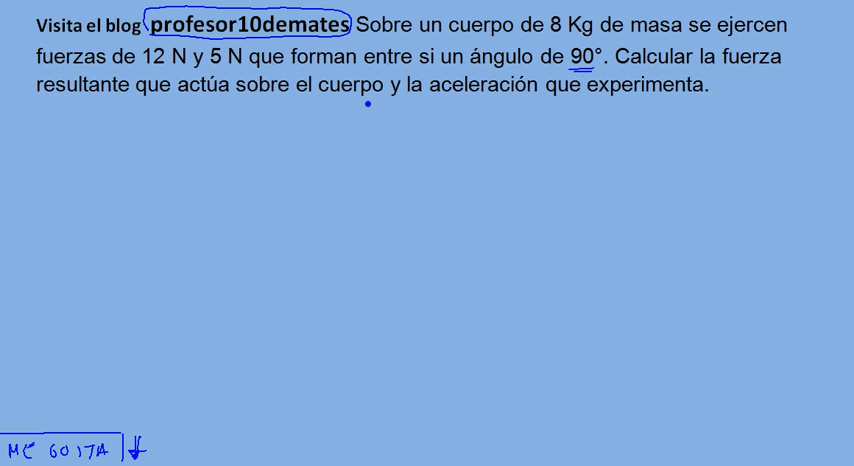 Visita el blog profesor10demates Sobre un cuerpo de 8 Kg de masa se ejercen
fuerzas de 12 N y 5 N que forman entre si un ángulo de 90°. Calcular la fuerza
resultante que actúa sobre el cuerpo y la aceleración que experimenta.
ME GUSTA